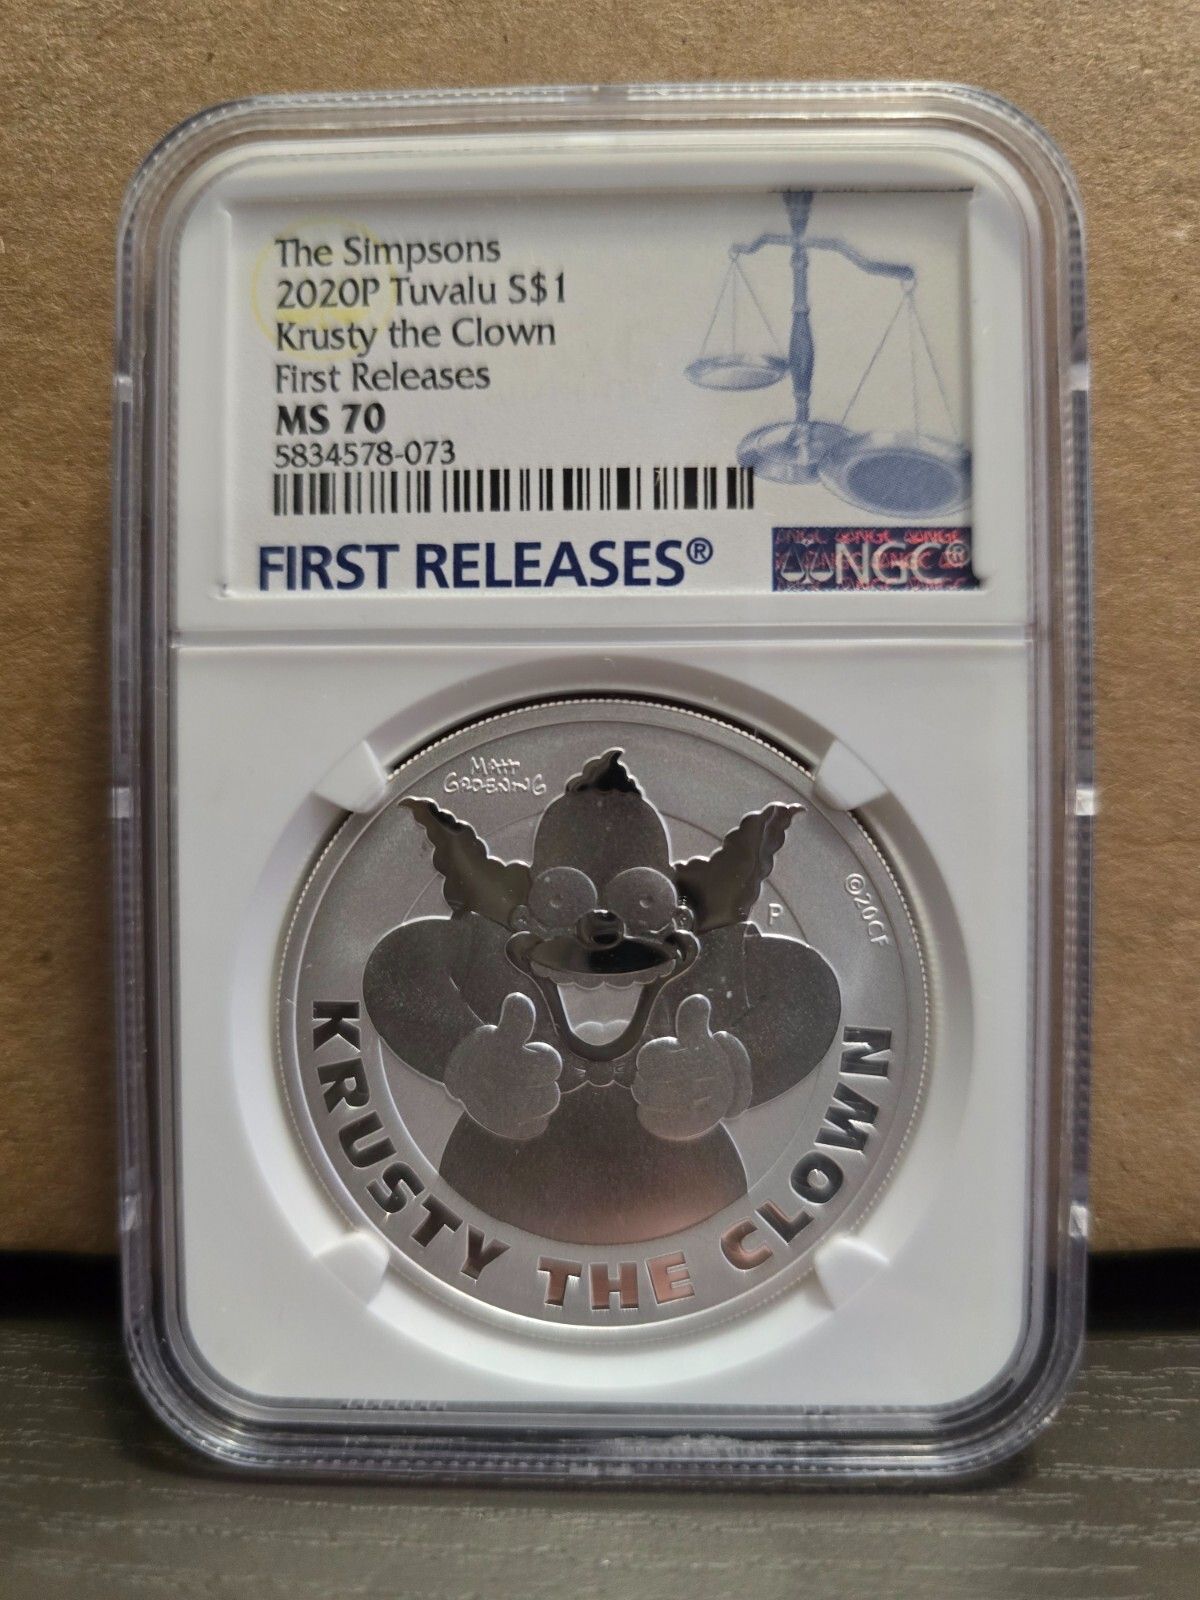 The Simpsons
2020P Tuvalu S$1
Krusty the Clown
First Releases
MS 70
5834578-073
FIRST RELEASES®
NGC®
MATT
GROENING
P
©20CF
KRUSTY THE CLOWN